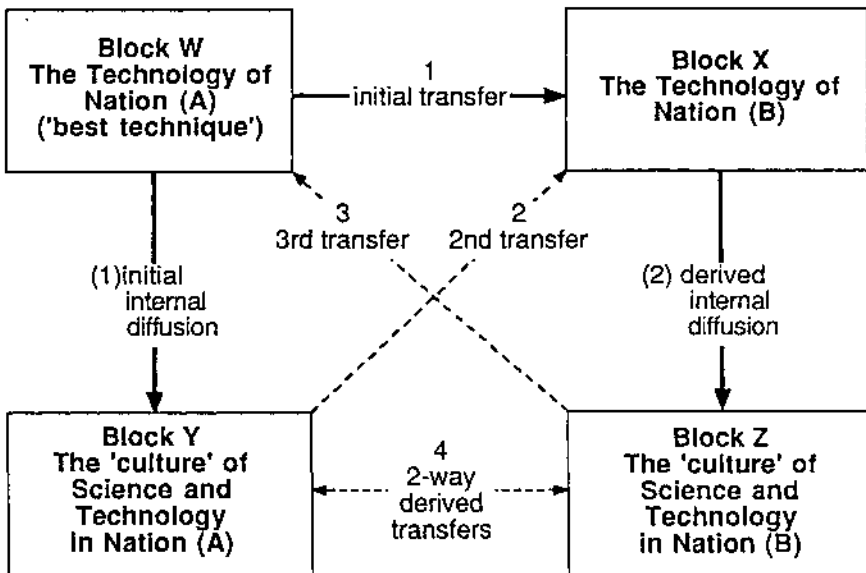 Block W
The Technology of
Nation (A)
('best technique')
1
initial transfer
Block X
The Technology of
Nation (B)
3
3rd transfer
2
2nd transfer
(1)initial
internal
diffusion
(2) derived
internal
diffusion
Block Y
The 'culture' of
Science and
Technology
in Nation (A)
4
2-way
derived
transfers
Block Z
The 'culture' of
Science and
Technology
in Nation (B)